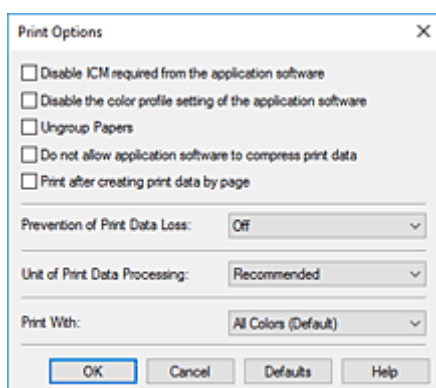 Print Options
Disable ICM required from the application software
Disable the color profile setting of the application software
Ungroup Papers
Do not allow application software to compress print data
Print after creating print data by page
Prevention of Print Data Loss: Off
Unit of Print Data Processing: Recommended
Print With: All Colors (Default)
OK Cancel Defaults Help